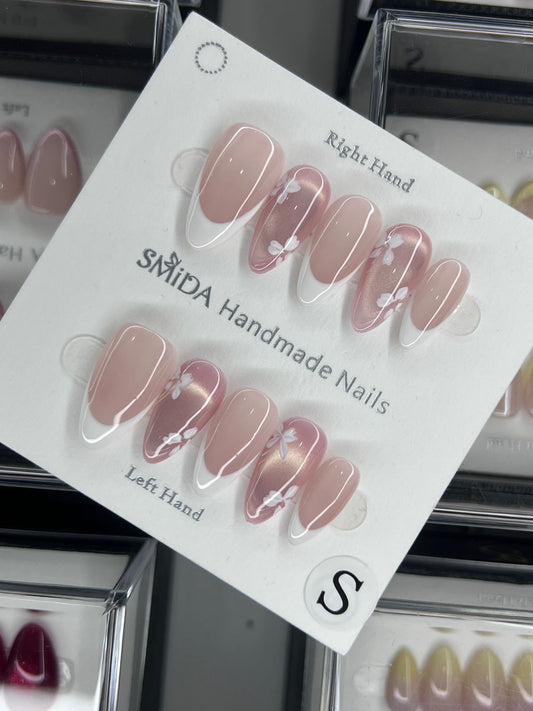 Right Hand
SMiDA Handmade Nails
Left Hand
S
S